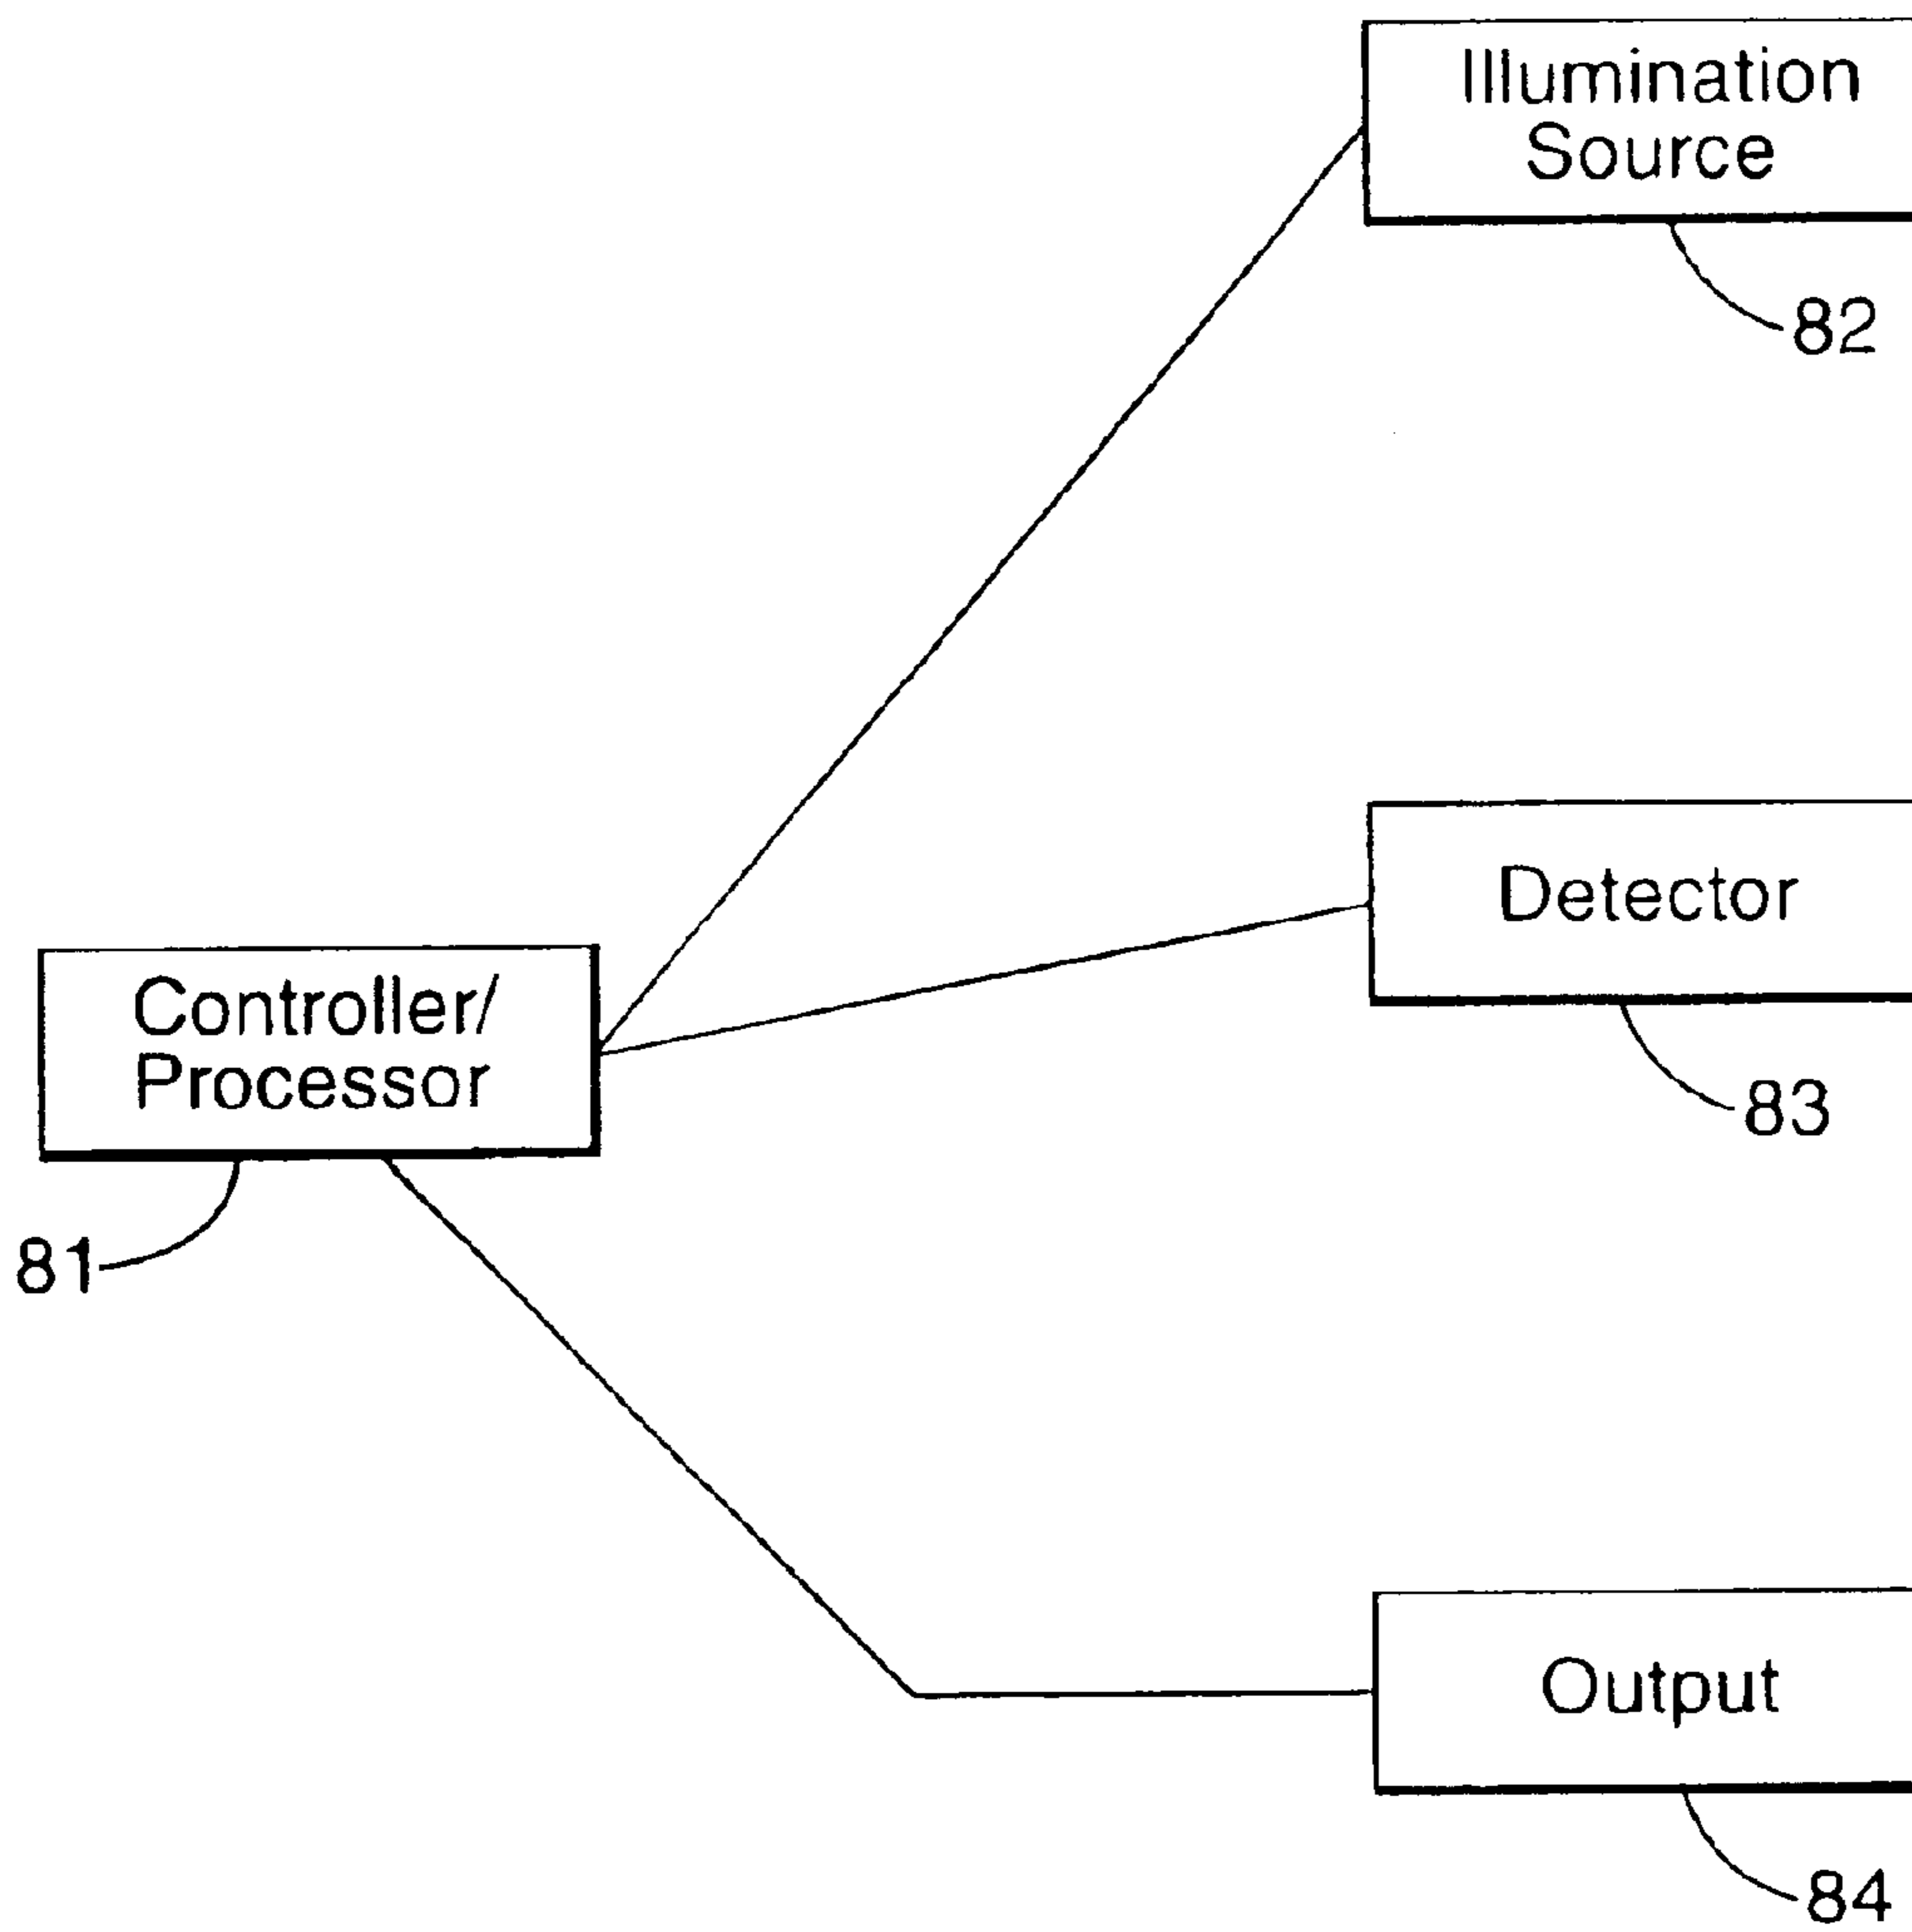 Illumination
Source
82
Detector
83
Controller/
Processor
81
Output
84